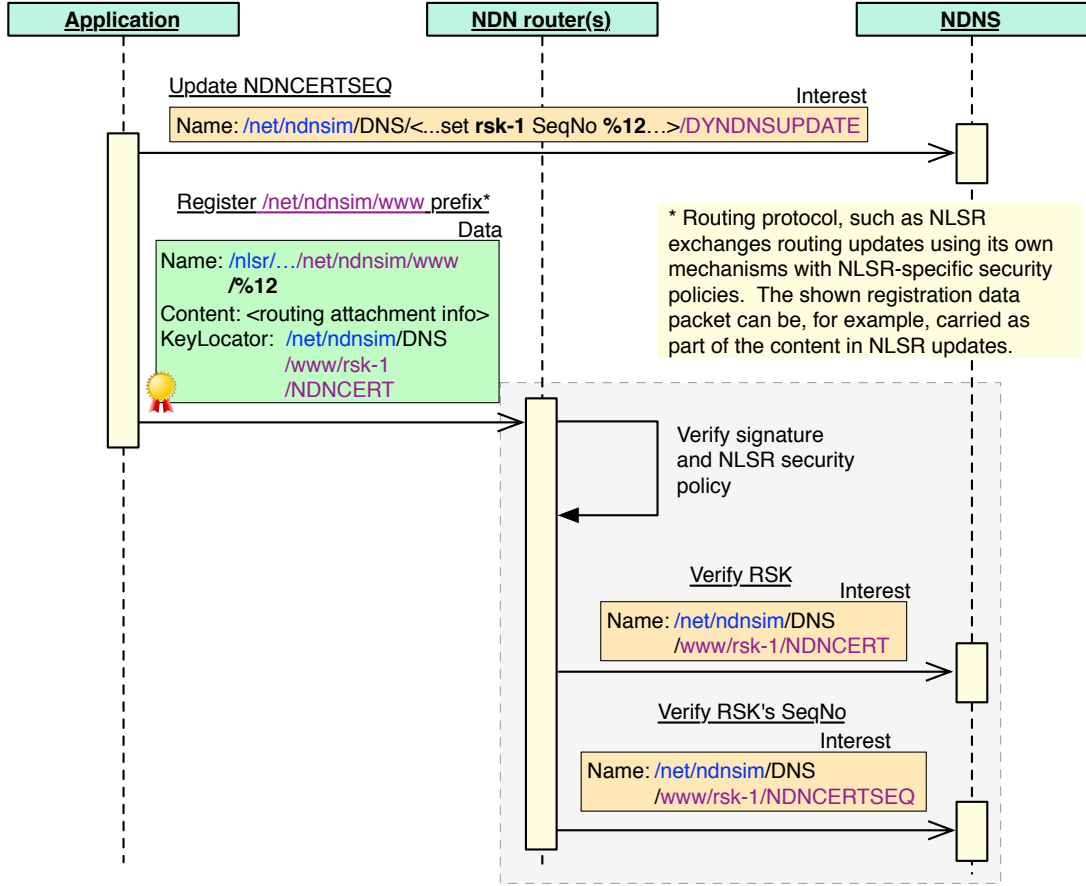 Application
NDN router(s)
NDNS
Update NDNCERTSEQ
Interest
Name: /net/ndnsim/DNS/<...set rsk-1 SeqNo %12...>/DYNDNSUPDATE
Register /net/ndnsim/www prefix*
Data
Name: /nlsr/…/net/ndnsim/www
/%12
Content: <routing attachment info>
KeyLocator: /net/ndnsim/DNS
/www/rsk-1
/NDNCERT
* Routing protocol, such as NLSR
exchanges routing updates using its own
mechanisms with NLSR-specific security
policies. The shown registration data
packet can be, for example, carried as
part of the content in NLSR updates.
Verify signature
and NLSR security
policy
Verify RSK
Interest
Name: /net/ndnsim/DNS
/www/rsk-1/NDNCERT
Verify RSK's SeqNo
Interest
Name: /net/ndnsim/DNS
/www/rsk-1/NDNCERTSEQ